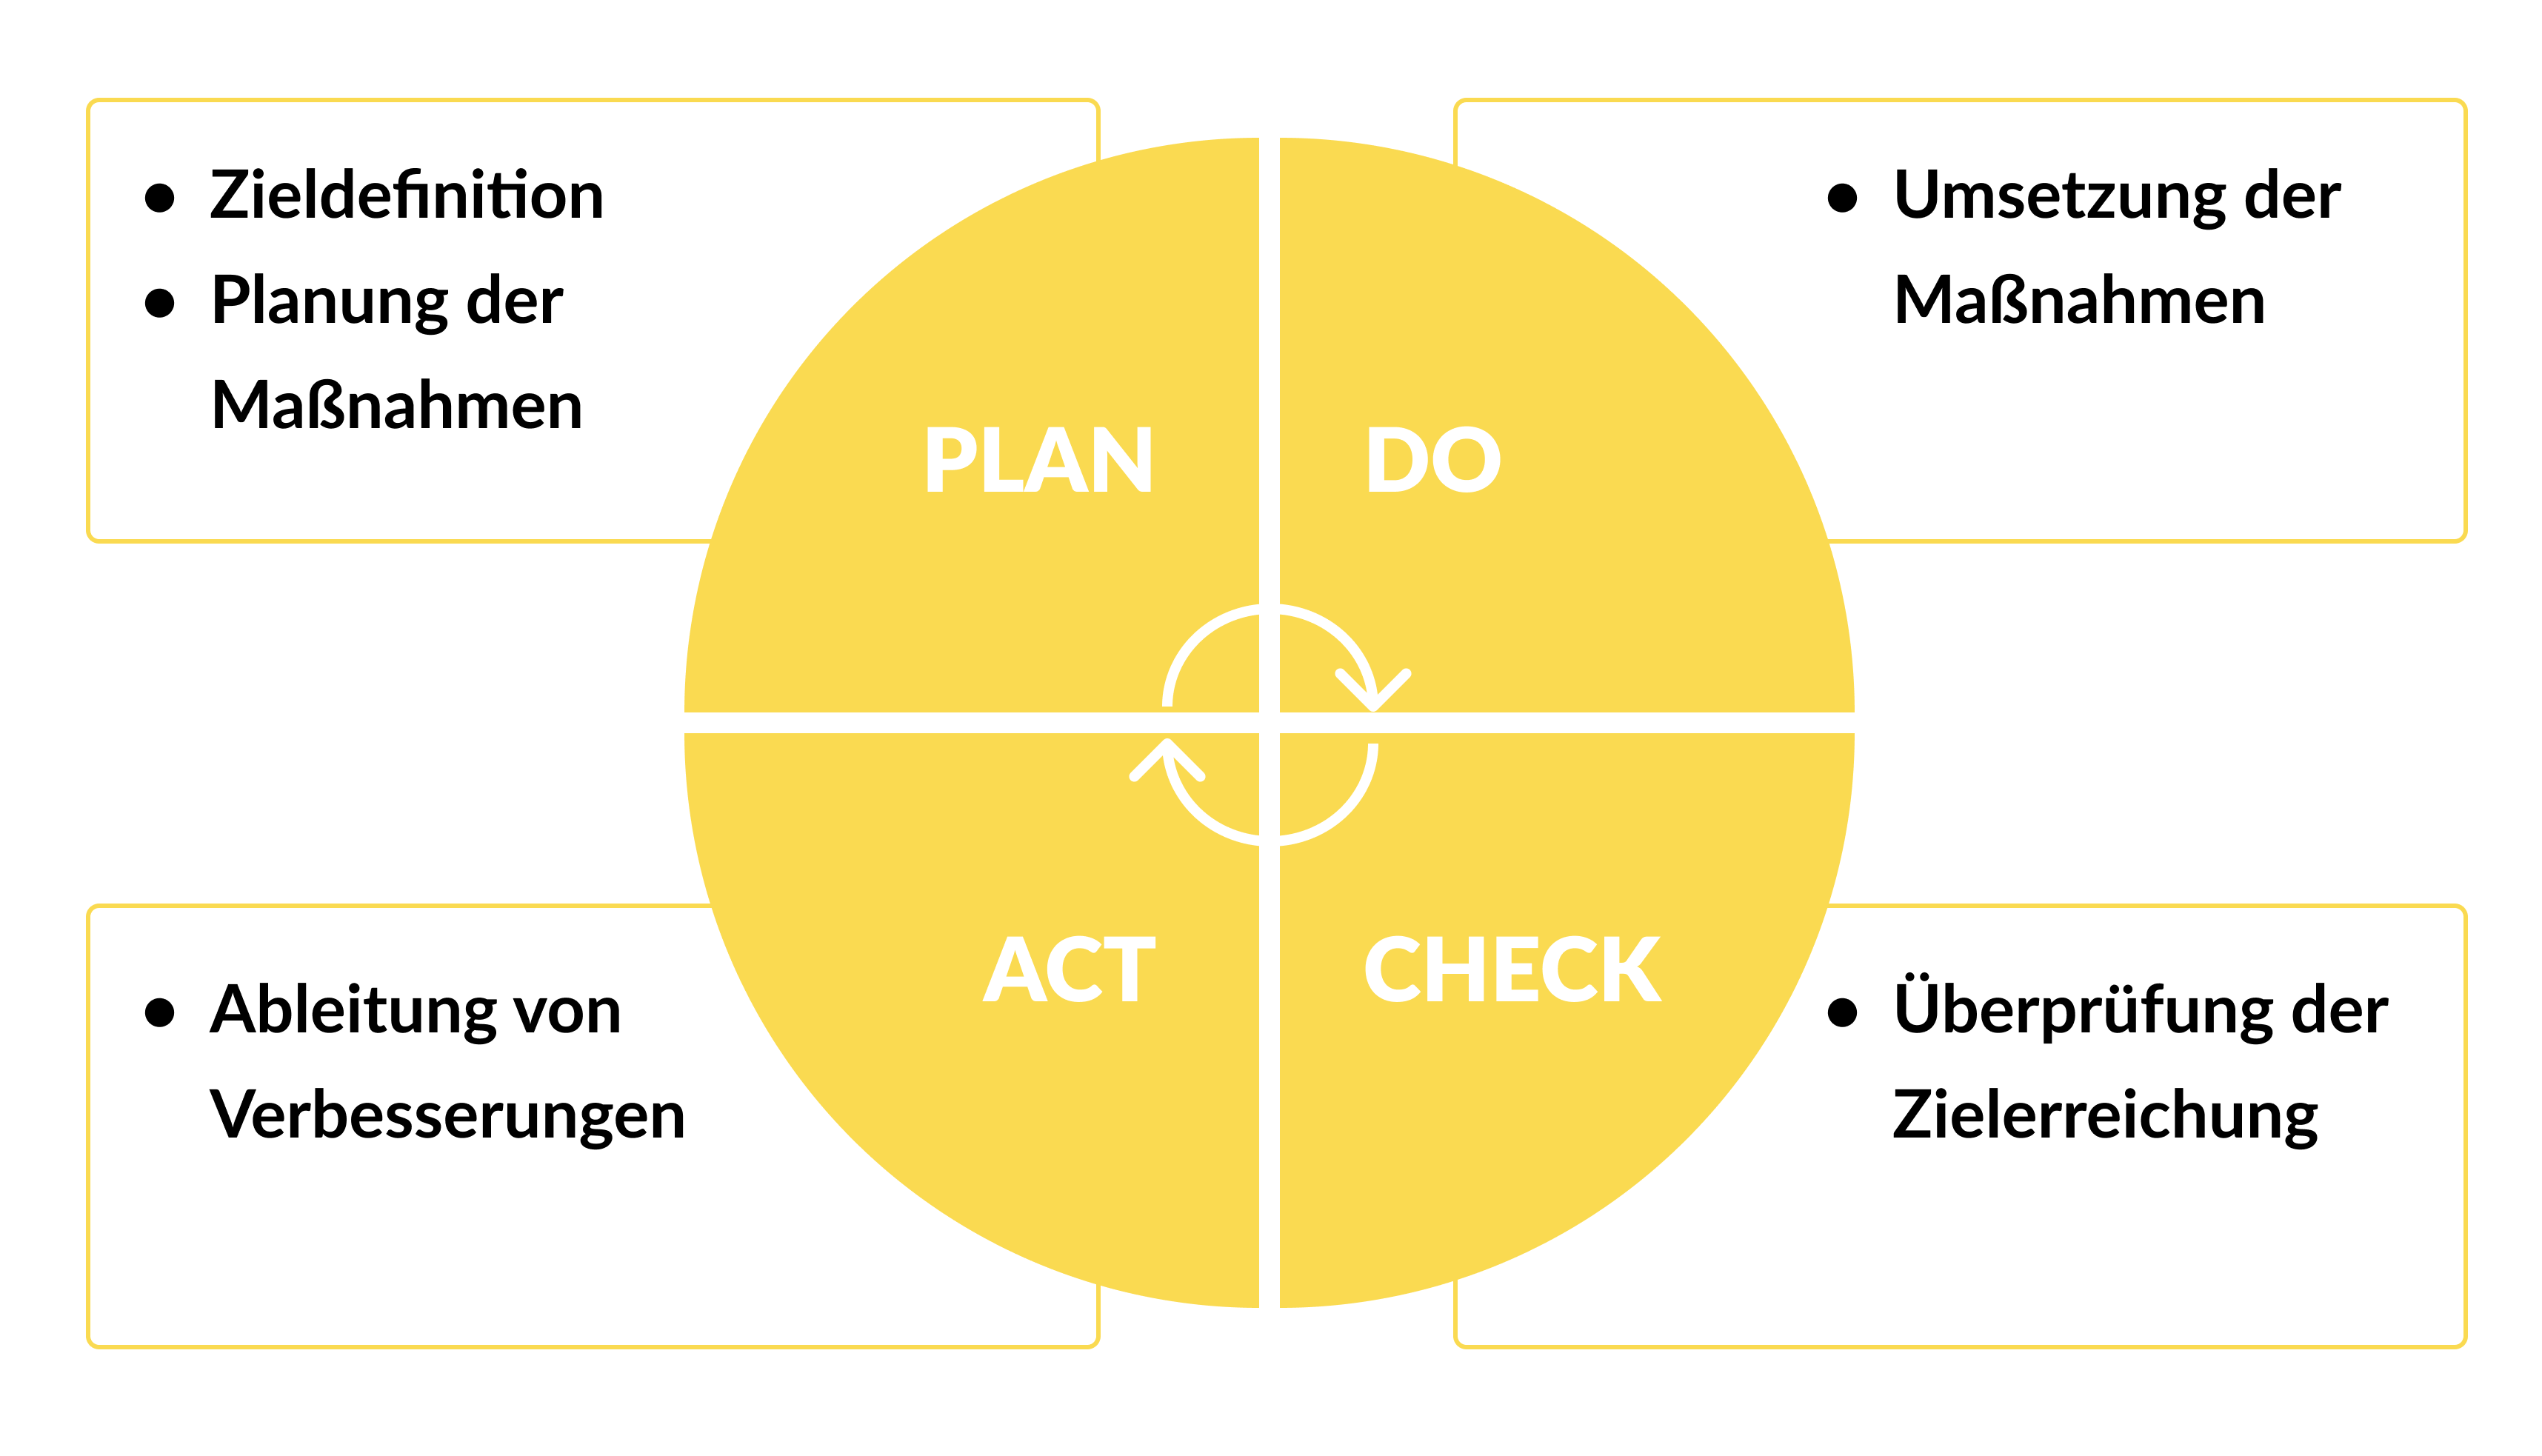 • Zieldefinition
• Planung der
Maßnahmen
PLAN
DO
• Umsetzung der
Maßnahmen
• Ableitung von
Verbesserungen
ACT
CHECK
• Überprüfung der
Zielerreichung